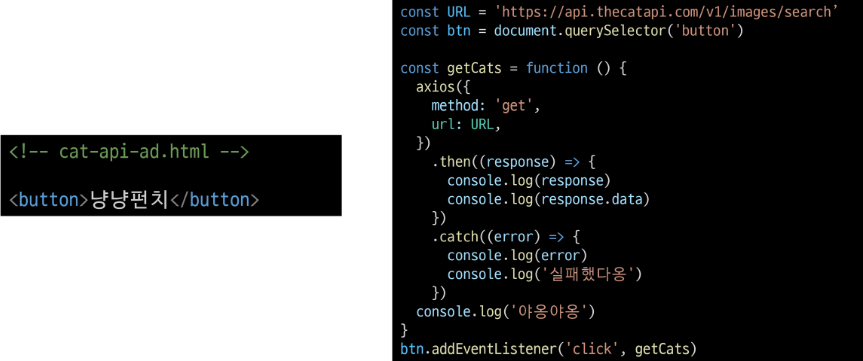 <!-- cat-api-ad.html -->
<button>냥냥펀치</button>
const URL = 'https://api.thecatapi.com/v1/images/search’
const btn = document.querySelector('button')
const getCats = function () {
axios({
method: 'get',
url: URL,
})
.then((response) => {
console.log(response)
console.log(response.data)
})
.catch((error) => {
console.log(error)
console.log('실패했다옹')
})
console.log('야옹야옹')
}
btn.addEventListener('click', getCats)